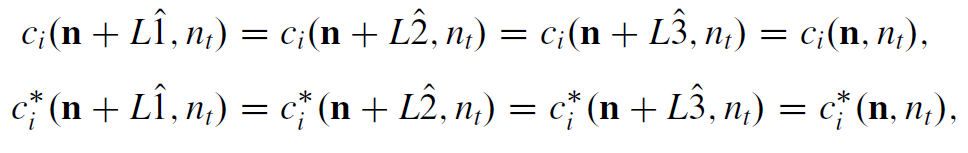 c_i(𝐧 + L1̂, n_t) = c_i(𝐧 + L2̂, n_t) = c_i(𝐧 + L3̂, n_t) = c_i(𝐧, n_t),
c_i^*(𝐧 + L1̂, n_t) = c_i^*(𝐧 + L2̂, n_t) = c_i^*(𝐧 + L3̂, n_t) = c_i^*(𝐧, n_t),